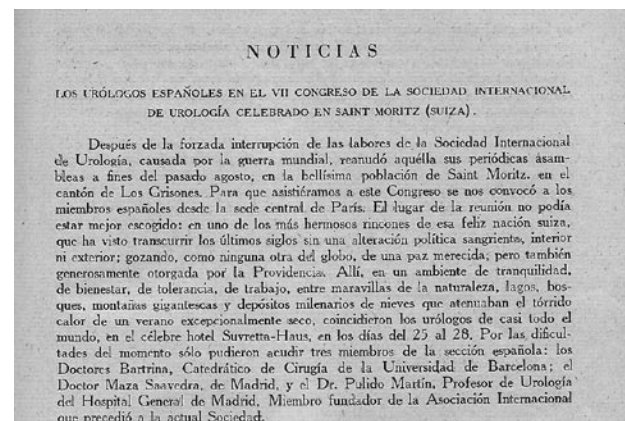 NOTICIAS
LOS URÓLOGOS ESPAÑOLES EN EL VII CONGRESO DE LA SOCIEDAD INTERNACIONAL
DE UROLOGÍA CELEBRADO EN SAINT MORITZ (SUIZA).
Después de la forzada interrupción de las labores de la Sociedad Internacional
de Urología, causada por la guerra mundial, reanudó aquélla sus periódicas asam-
bleas a fines del pasado agosto, en la bellísima población de Saint Moritz, en el
cantón de Los Grisones. Para que asistiéramos a este Congreso se nos convocó a los
miembros españoles desde la sede central de París. El lugar de la reunión no podía
estar mejor escogido: en uno de los más hermosos rincones de esa feliz nación suiza,
que ha visto transcurrir los últimos siglos sin una alteración política sangrienta, interior
ni exterior; gozando, como ninguna otra del globo, de una paz merecida; pero también
generosamente otorgada por la Providencia. Allí, en un ambiente de tranquilidad,
de bienestar, de tolerancia, de trabajo, entre maravillas de la naturaleza, lagos, bos-
ques, montañas gigantescas y depósitos milenarios de nieves que atenuaban el tórrido
calor de un verano excepcionalmente seco, coincidieron los urólogos de casi todo el
mundo, en el célebre hotel Suvretta-Haus, en los días del 25 al 28. Por las dificul-
tades del momento sólo pudieron acudir tres miembros de la sección española: los
Doctores Bartrina, Catedrático de Cirugía de la Universidad de Barcelona; el
Doctor Maza Saavedra, de Madrid, y el Dr. Pulido Martín, Profesor de Urología
del Hospital General de Madrid, Miembro fundador de la Asociación Internacional
que precedió a la actual Sociedad.